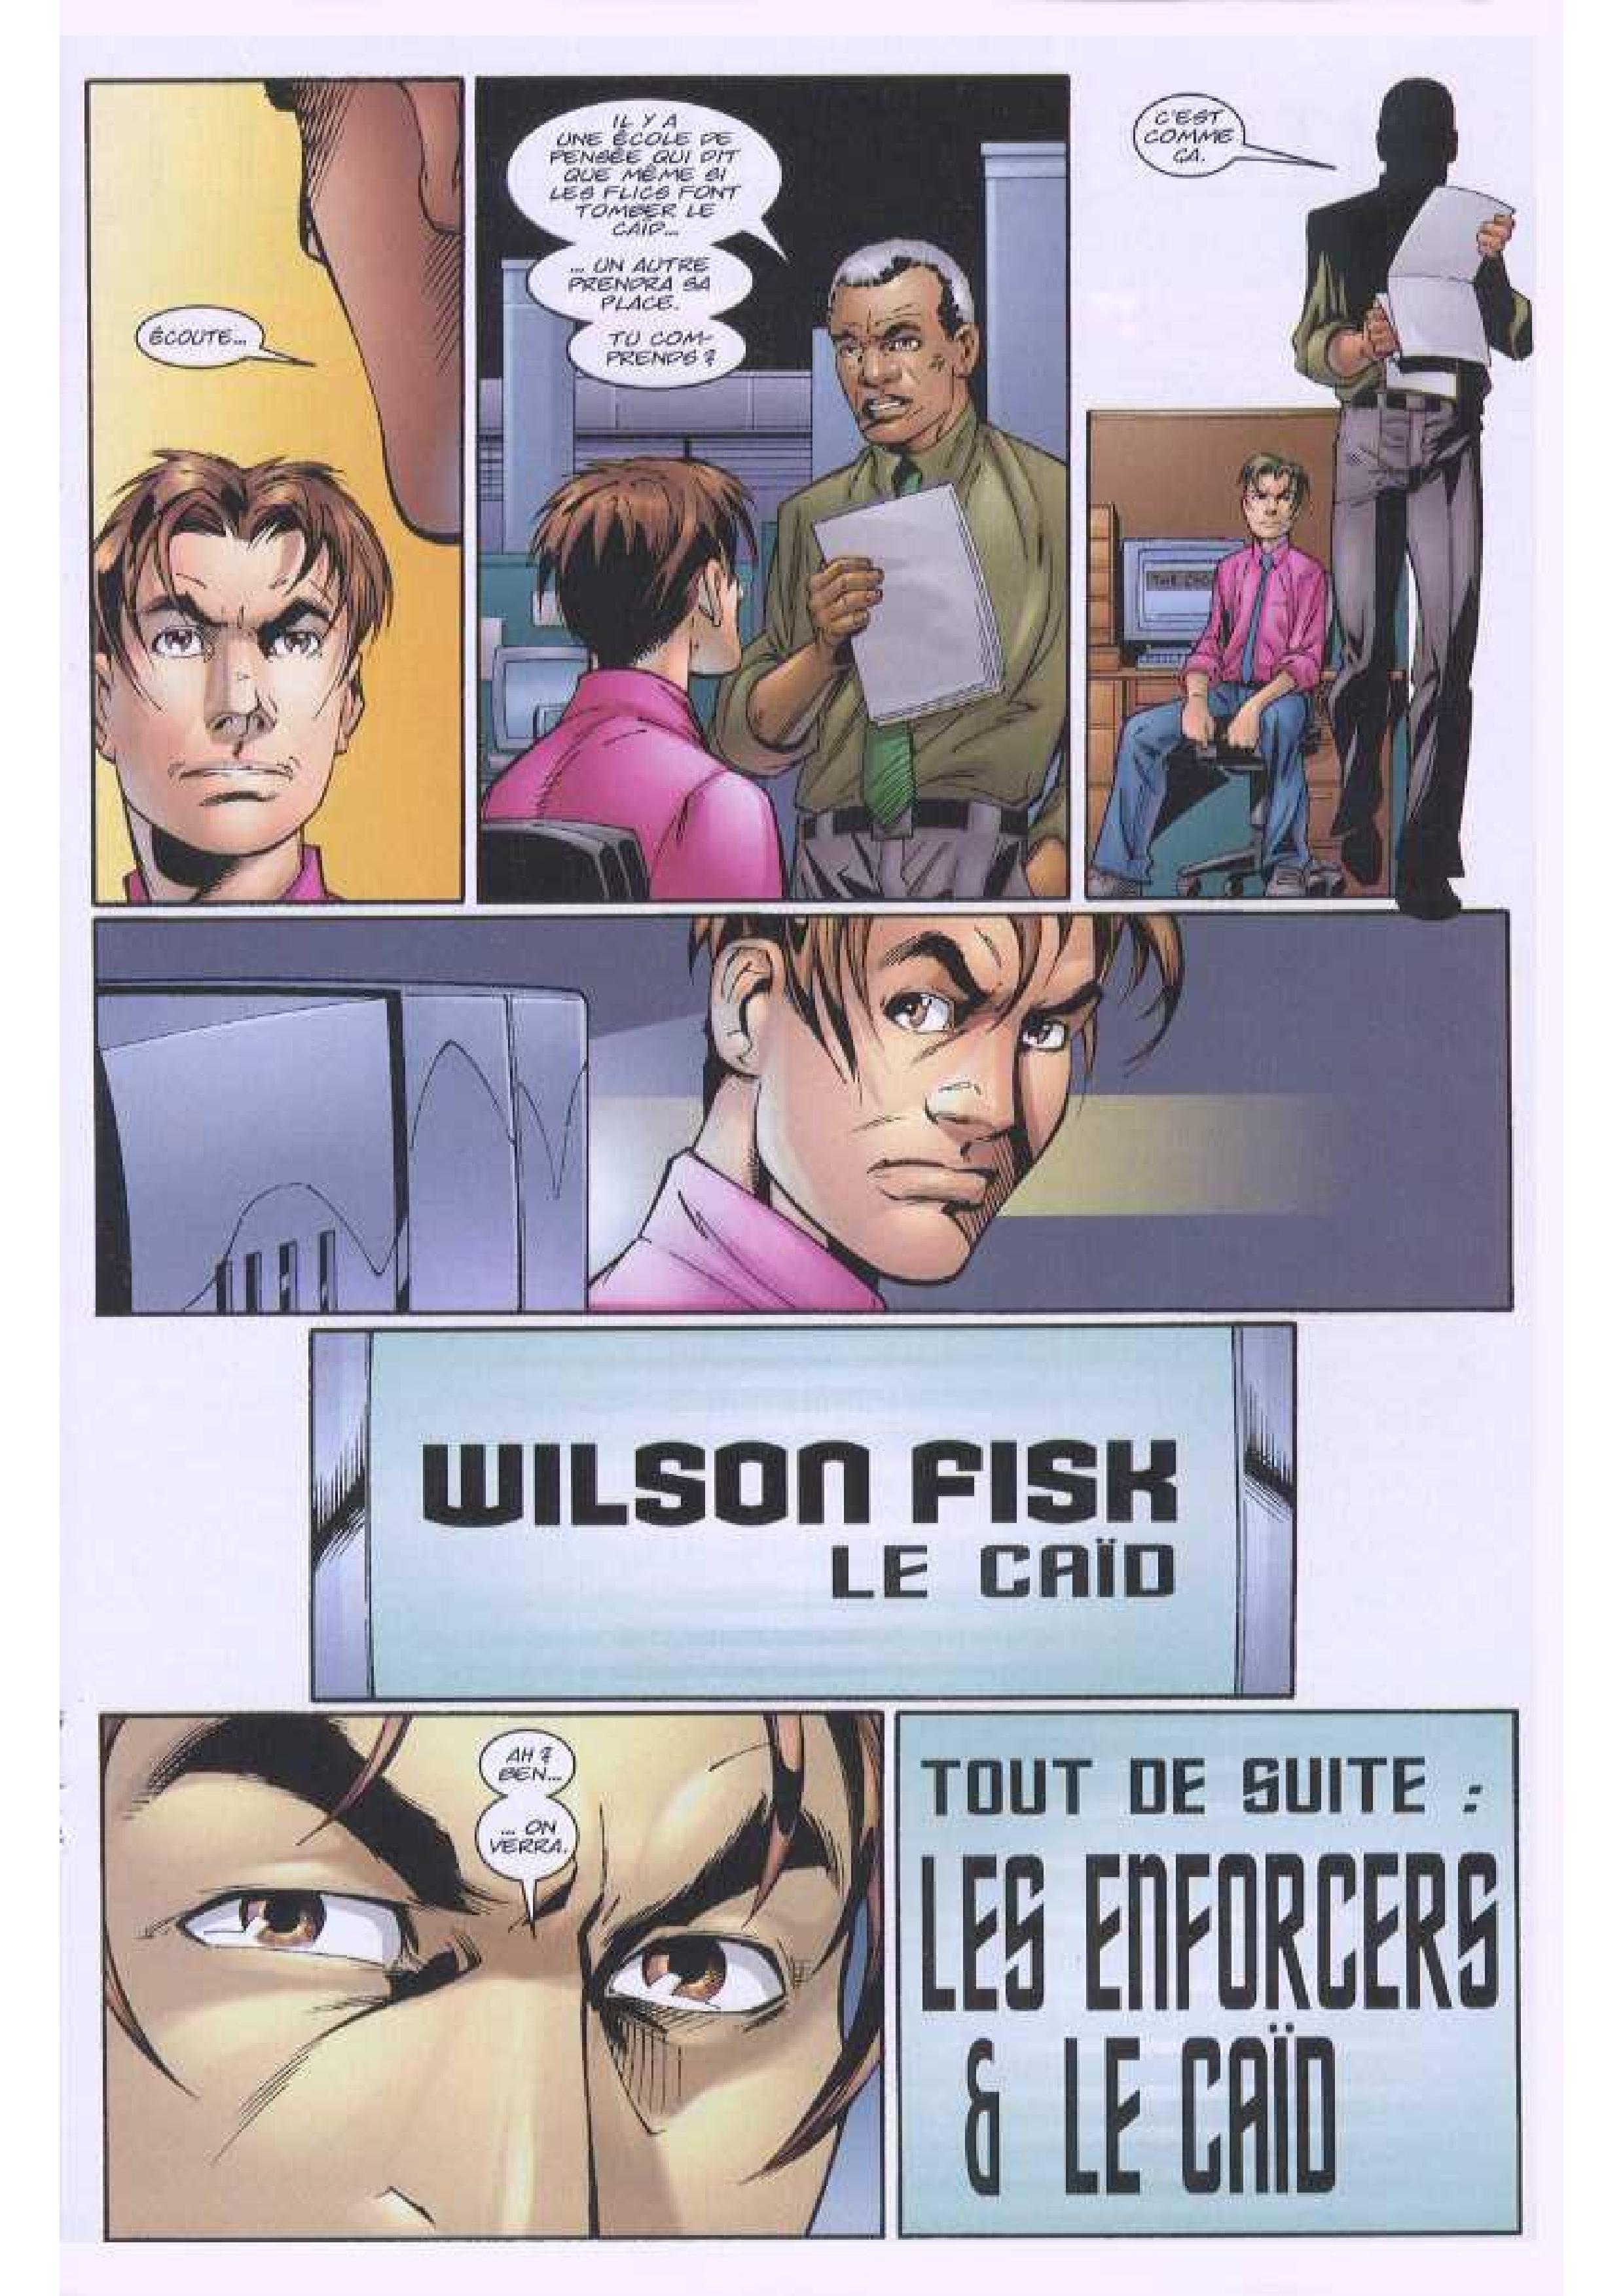 ÉCOUTE...
IL Y A
UNE ÉCOLE DE
PENSÉE QUI DIT
QUE MÊME SI
LES FLICS FONT
TOMBER LE
CAÏD...
... UN AUTRE
PRENDRA SA
PLACE.
TU COM-
PRENDS ?
C'EST
COMME
ÇA.
WILSON FISK
LE CAÏD
AH ?
BEN...
... ON
VERRA.
TOUT DE SUITE :
LES ENFORCERS
& LE CAÏD